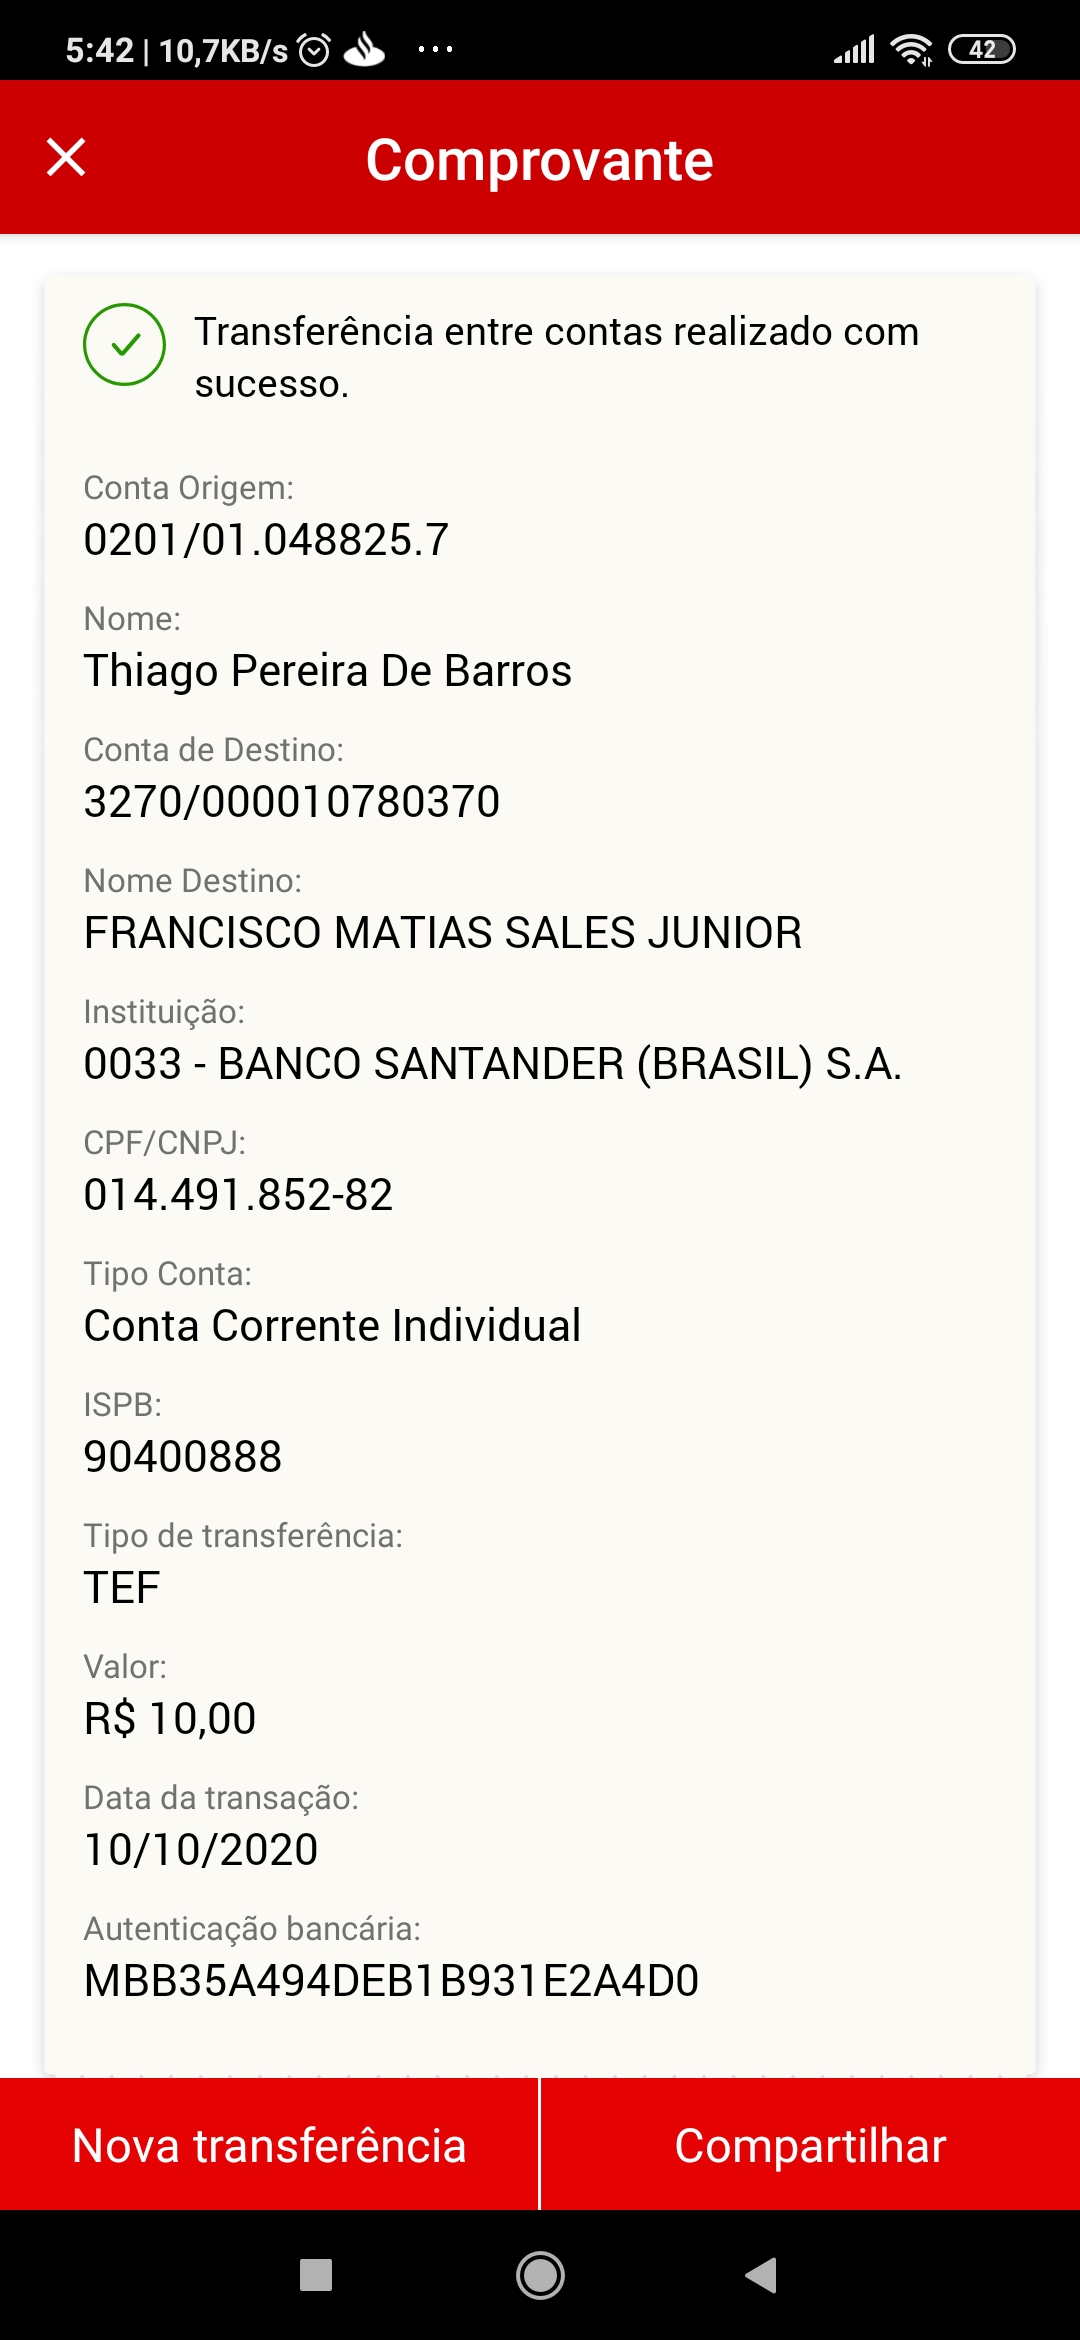 5:42 | 10,7KB/s ...
42
Comprovante
Transferência entre contas realizado com
sucesso.
Conta Origem:
0201/01.048825.7
Nome:
Thiago Pereira De Barros
Conta de Destino:
3270/000010780370
Nome Destino:
FRANCISCO MATIAS SALES JUNIOR
Instituição:
0033 - BANCO SANTANDER (BRASIL) S.A.
CPF/CNPJ:
014.491.852-82
Tipo Conta:
Conta Corrente Individual
ISPB:
90400888
Tipo de transferência:
TEF
Valor:
R$ 10,00
Data da transação:
10/10/2020
Autenticação bancária:
MBB35A494DEB1B931E2A4D0
Nova transferência
Compartilhar